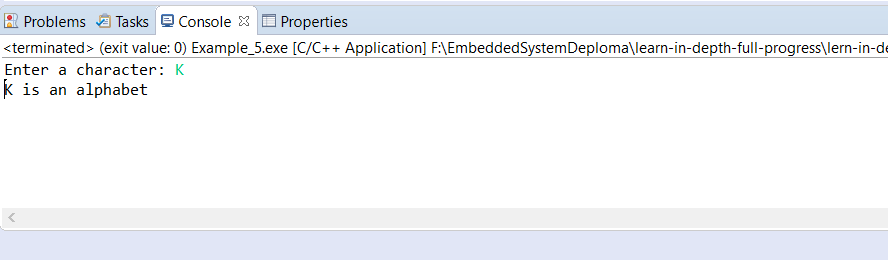 Problems Tasks Console Properties
<terminated> (exit value: 0) Example_5.exe [C/C++ Application] F:\EmbeddedSystemDeploma\learn-in-depth-full-progress\lern-in-de
Enter a character: K
K is an alphabet